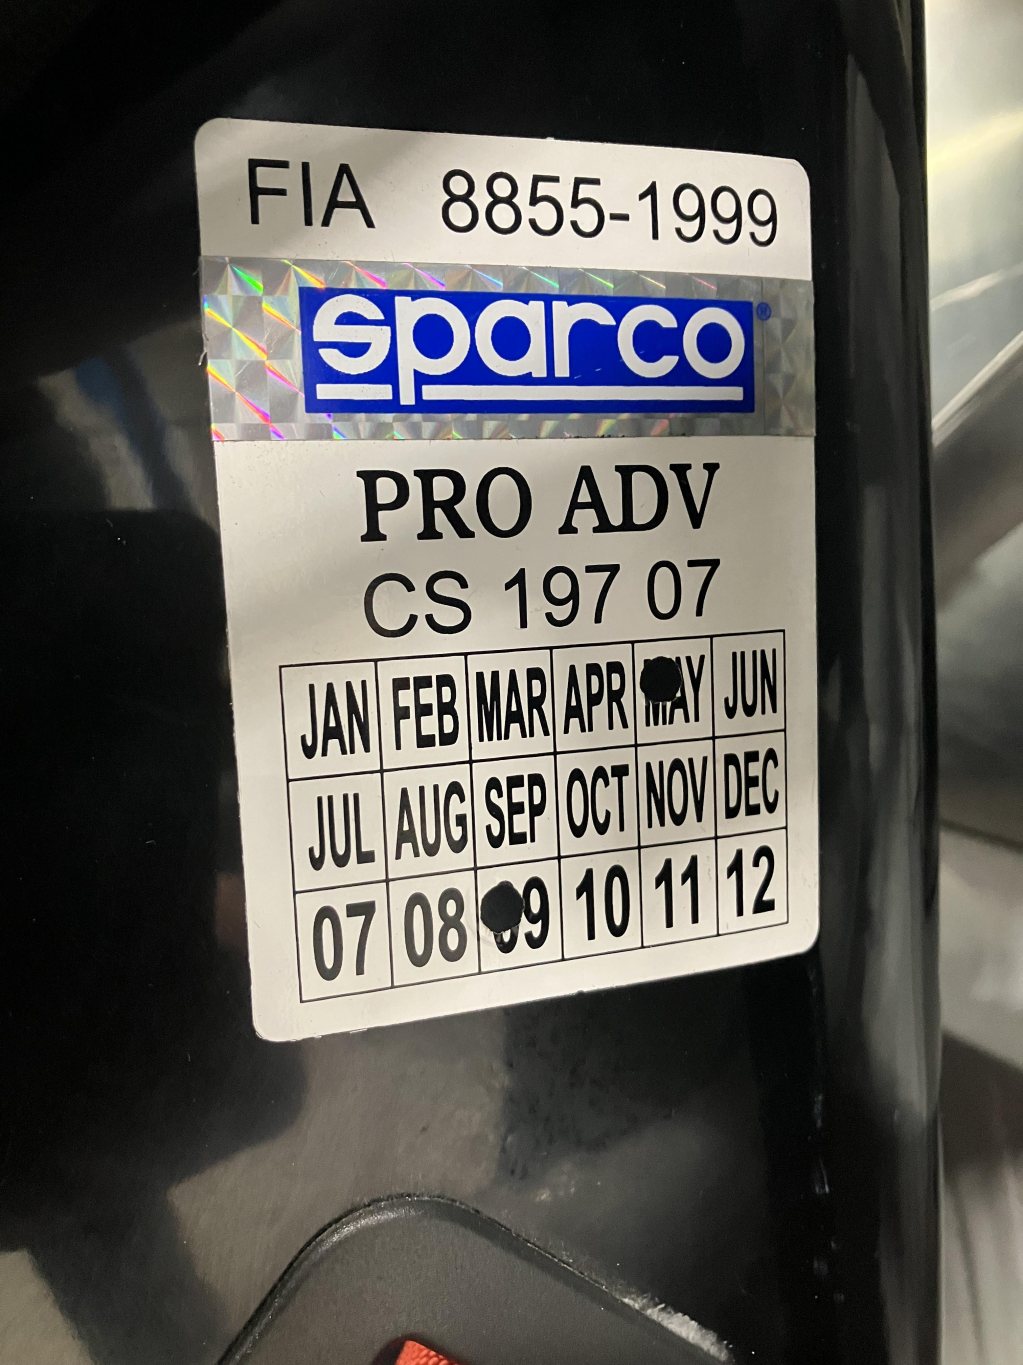 FIA 8855-1999
sparco®
PRO ADV
CS 197 07
JAN FEB MAR APR MAY JUN
JUL AUG SEP OCT NOV DEC
07 08 09 10 11 12